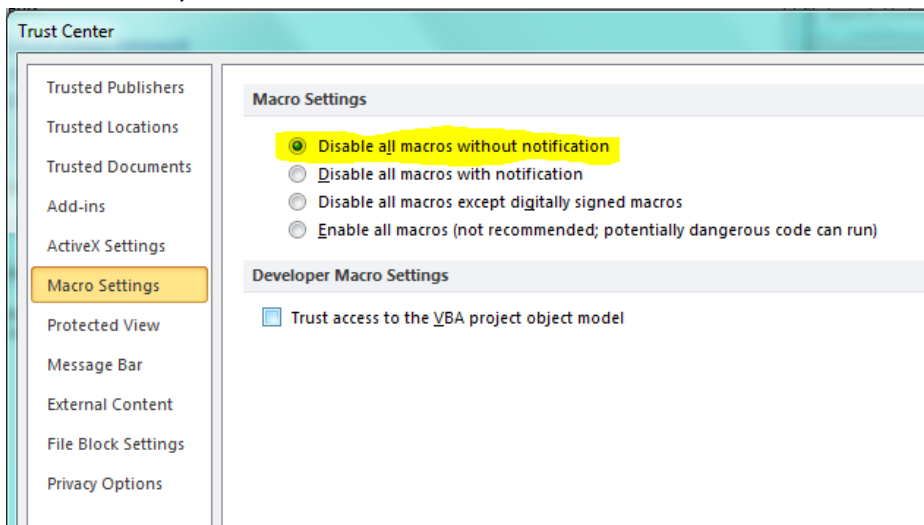 Trust Center
Trusted Publishers
Trusted Locations
Trusted Documents
Add-ins
ActiveX Settings
Macro Settings
Protected View
Message Bar
External Content
File Block Settings
Privacy Options
Macro Settings
Disable all macros without notification
Disable all macros with notification
Disable all macros except digitally signed macros
Enable all macros (not recommended; potentially dangerous code can run)
Developer Macro Settings
Trust access to the VBA project object model